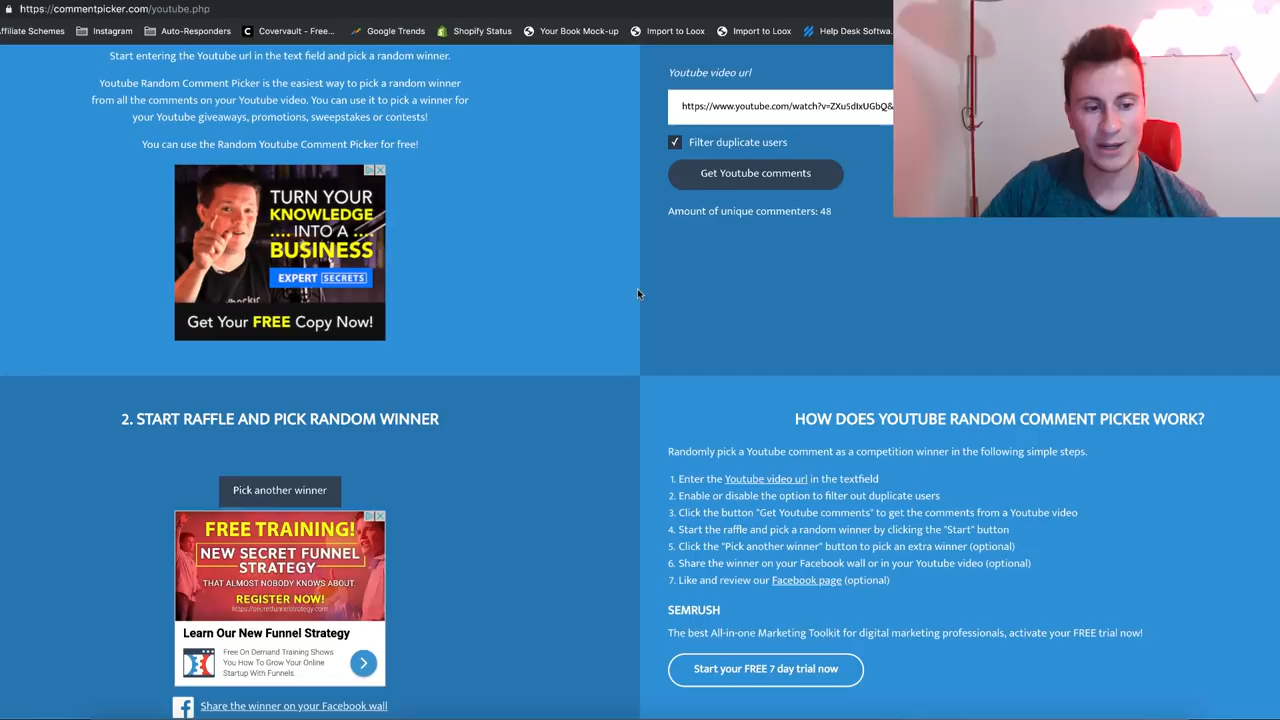 https://commentpicker.com/youtube.php
ffiliate Schemes
Instagram
Auto-Responders
Covervault - Free...
Google Trends
Shopify Status
Your Book Mock-up
Import to Loox
Import to Loox
Help Desk Softwa..
Start entering the Youtube url in the text field and pick a random winner.
Youtube Random Comment Picker is the easiest way to pick a random winner
from all the comments on your Youtube video. You can use it to pick a winner for
your Youtube giveaways, promotions, sweepstakes or contests!
You can use the Random Youtube Comment Picker for free!
TURN YOUR
KNOWLEDGE
.... INTO A ....
BUSINESS
EXPERT SECRETS
Get Your FREE Copy Now!
Youtube video url
https://www.youtube.com/watch?v=ZXu5dIxUGbQ&
Filter duplicate users
Get Youtube comments
Amount of unique commenters: 48
2. START RAFFLE AND PICK RANDOM WINNER
Pick another winner
FREE TRAINING!
NEW SECRET FUNNEL
STRATEGY
THAT ALMOST NOBODY KNOWS ABOUT.
REGISTER NOW!
https://secretfunnelstrategy.com
Learn Our New Funnel Strategy
Free On Demand Training Shows
You How To Grow Your Online
Startup With Funnels.
Share the winner on your Facebook wall
HOW DOES YOUTUBE RANDOM COMMENT PICKER WORK?
Randomly pick a Youtube comment as a competition winner in the following simple steps.
1. Enter the Youtube video url in the textfield
2. Enable or disable the option to filter out duplicate users
3. Click the button "Get Youtube comments" to get the comments from a Youtube video
4. Start the raffle and pick a random winner by clicking the "Start" button
5. Click the "Pick another winner" button to pick an extra winner (optional)
6. Share the winner on your Facebook wall or in your Youtube video (optional)
7. Like and review our Facebook page (optional)
SEMRUSH
The best All-in-one Marketing Toolkit for digital marketing professionals, activate your FREE trial now!
Start your FREE 7 day trial now